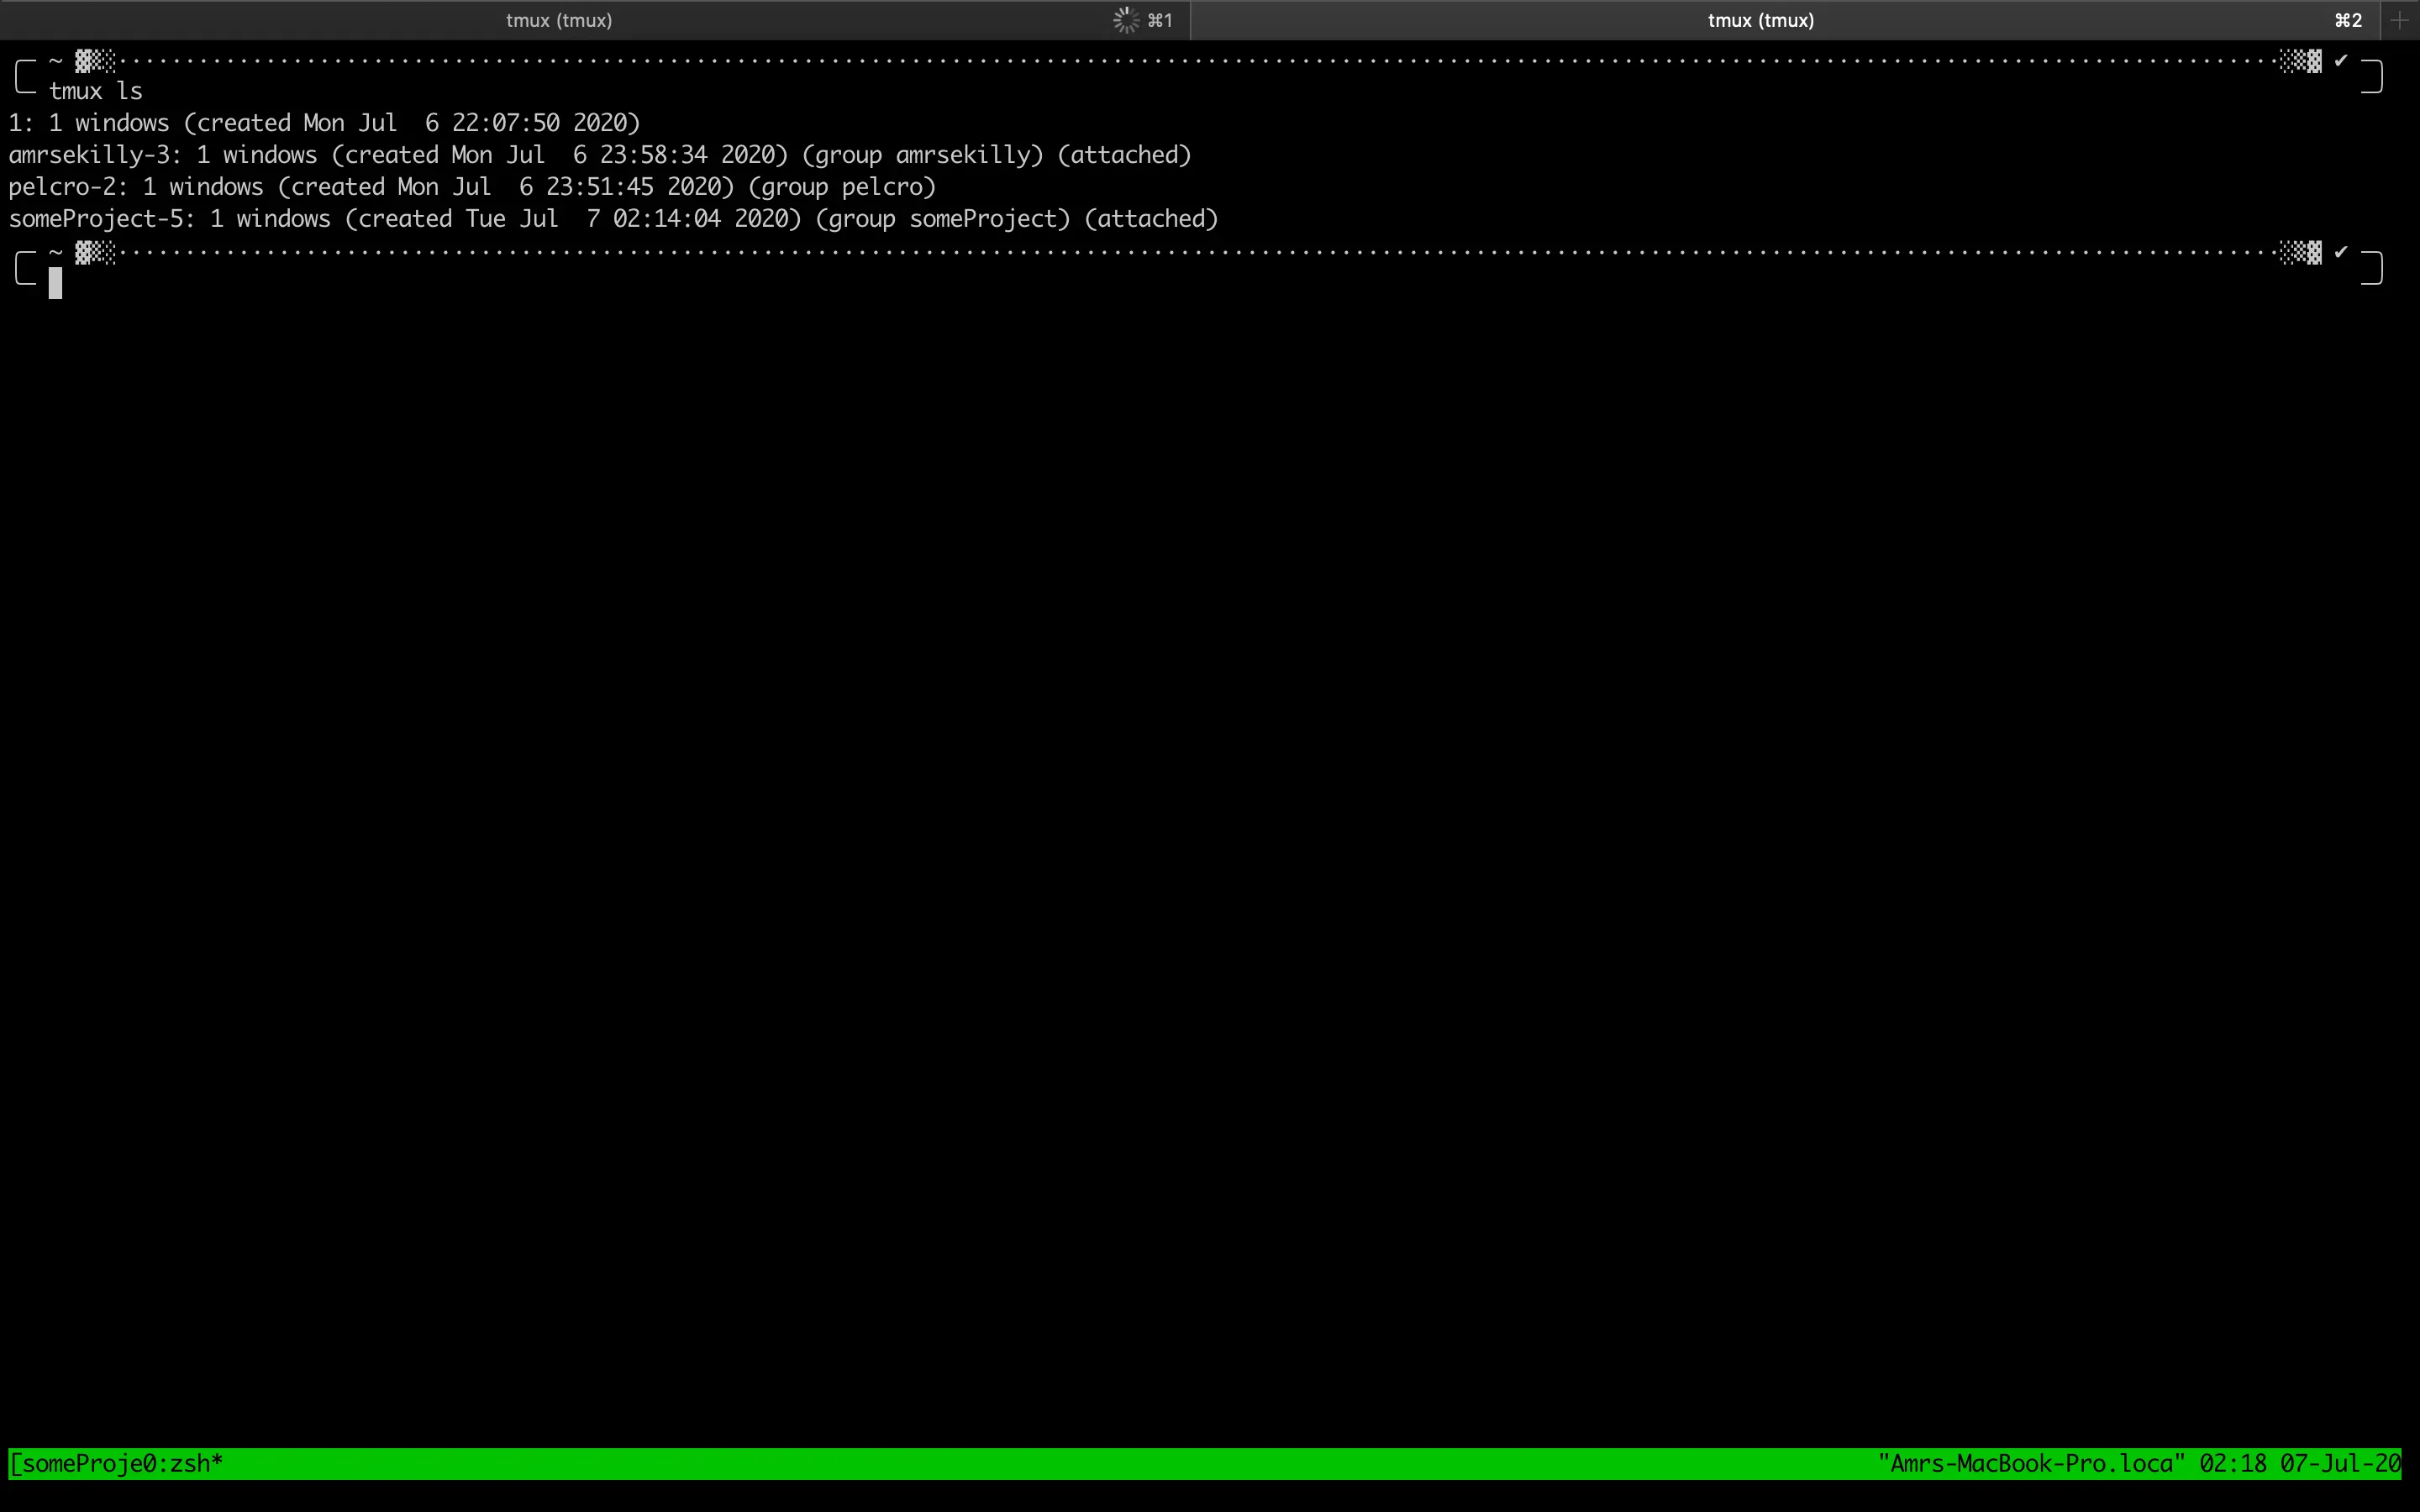 tmux (tmux) ⌘1 tmux (tmux) ⌘2 +
~ ▓▒░······························░▒▓ ✔
tmux ls
1: 1 windows (created Mon Jul  6 22:07:50 2020)
amrsekilly-3: 1 windows (created Mon Jul  6 23:58:34 2020) (group amrsekilly) (attached)
pelcro-2: 1 windows (created Mon Jul  6 23:51:45 2020) (group pelcro)
someProject-5: 1 windows (created Tue Jul  7 02:14:04 2020) (group someProject) (attached)
~ ▓▒░······························░▒▓ ✔
[someProje0:zsh* "Amrs-MacBook-Pro.loca" 02:18 07-Jul-20